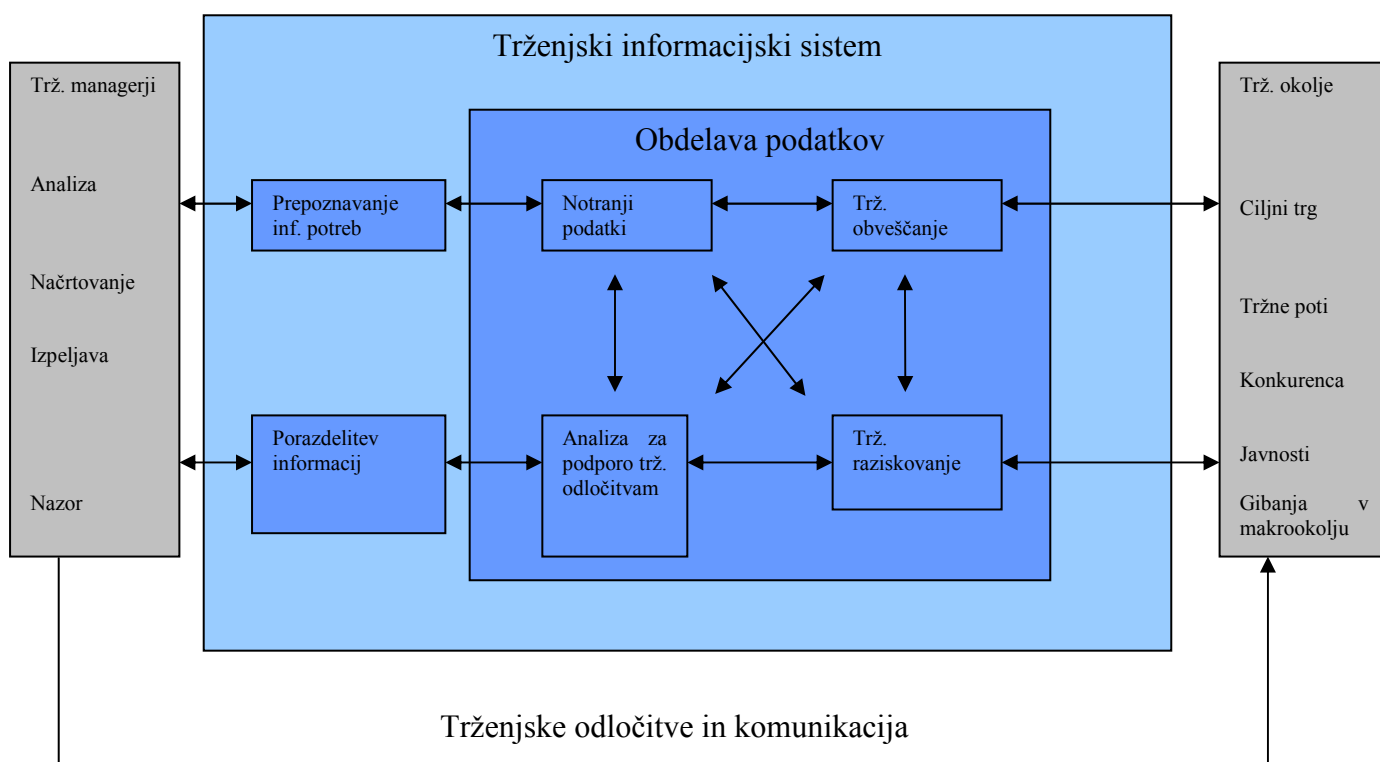 Trženjski informacijski sistem
Trž. managerji
Analiza
Načrtovanje
Izpeljava
Nazor
Prepoznavanje
inf. potreb
Porazdelitev
informacij
Obdelava podatkov
Notranji
podatki
Trž.
obveščanje
Analiza za
podporo trž.
odločitvam
Trž.
raziskovanje
Trž. okolje
Ciljni trg
Tržne poti
Konkurenca
Javnosti
Gibanja v
makrookolju
Trženjske odločitve in komunikacija